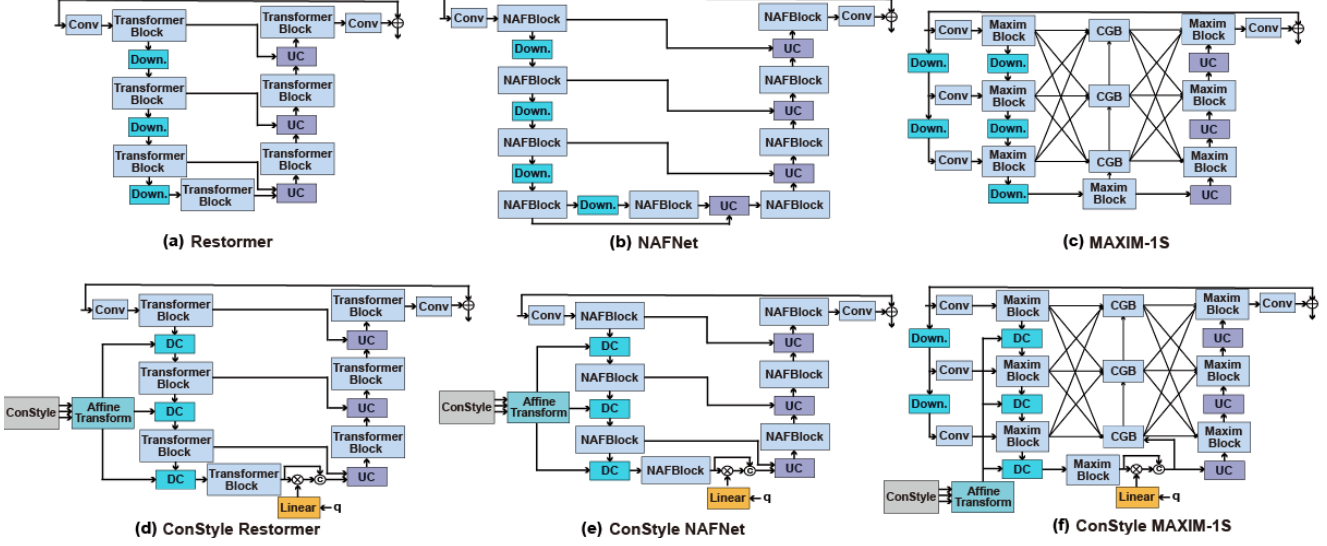 Conv
Transformer
Block
Transformer
Block
Conv
Down.
UC
Transformer
Block
Transformer
Block
Down.
UC
Transformer
Block
Transformer
Block
Down.
Transformer
Block
UC
(a) Restormer
Conv
NAFBlock
NAFBlock
Conv
Down.
UC
NAFBlock
NAFBlock
Down.
UC
NAFBlock
NAFBlock
Down.
UC
NAFBlock
Down.
NAFBlock
UC
NAFBlock
(b) NAFNet
Conv
Maxim
Block
CGB
Maxim
Block
Conv
Down.
Down.
UC
Conv
Maxim
Block
CGB
Maxim
Block
Down.
Down.
UC
Conv
Maxim
Block
CGB
Maxim
Block
Down.
Maxim
Block
UC
(c) MAXIM-1S
Conv
Transformer
Block
Transformer
Block
Conv
DC
UC
Transformer
Block
Transformer
Block
ConStyle
Affine
Transform
DC
UC
Transformer
Block
Transformer
Block
DC
Transformer
Block
C
UC
Linear
q
(d) ConStyle Restormer
Conv
NAFBlock
NAFBlock
Conv
DC
UC
NAFBlock
NAFBlock
ConStyle
Affine
Transform
DC
UC
NAFBlock
NAFBlock
DC
NAFBlock
C
UC
Linear
q
(e) ConStyle NAFNet
Conv
Maxim
Block
CGB
Maxim
Block
Conv
Down.
DC
UC
Conv
Maxim
Block
CGB
Maxim
Block
Down.
DC
UC
Conv
Maxim
Block
CGB
Maxim
Block
DC
Maxim
Block
C
UC
ConStyle
Affine
Transform
Linear
q
(f) ConStyle MAXIM-1S